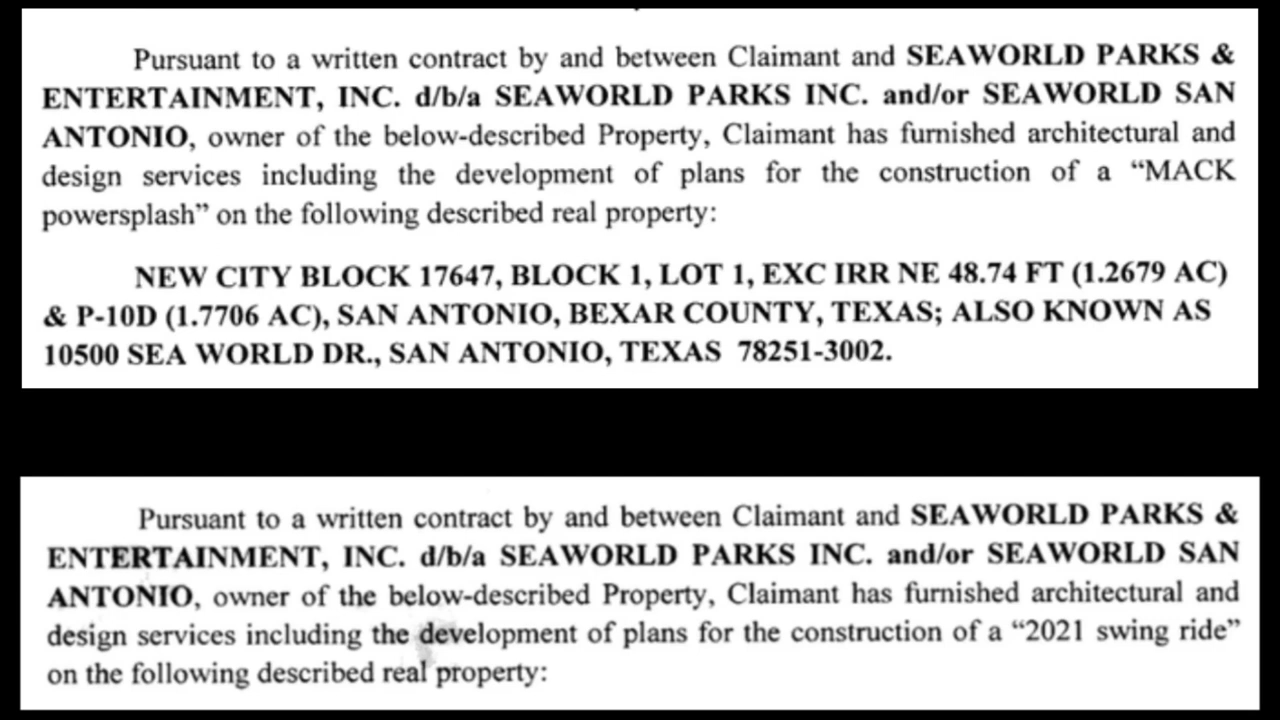 Pursuant to a written contract by and between Claimant and SEAWORLD PARKS &
ENTERTAINMENT, INC. d/b/a SEAWORLD PARKS INC. and/or SEAWORLD SAN
ANTONIO, owner of the below-described Property, Claimant has furnished architectural and
design services including the development of plans for the construction of a “MACK
powersplash” on the following described real property:
NEW CITY BLOCK 17647, BLOCK 1, LOT 1, EXC IRR NE 48.74 FT (1.2679 AC)
& P-10D (1.7706 AC), SAN ANTONIO, BEXAR COUNTY, TEXAS; ALSO KNOWN AS
10500 SEA WORLD DR., SAN ANTONIO, TEXAS 78251-3002.
Pursuant to a written contract by and between Claimant and SEAWORLD PARKS &
ENTERTAINMENT, INC. d/b/a SEAWORLD PARKS INC. and/or SEAWORLD SAN
ANTONIO, owner of the below-described Property, Claimant has furnished architectural and
design services including the development of plans for the construction of a “2021 swing ride”
on the following described real property: